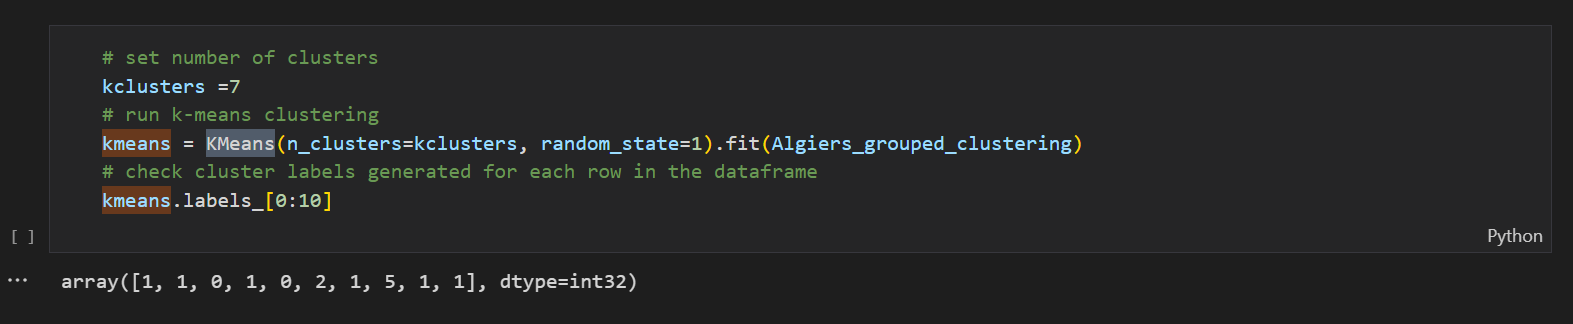 # set number of clusters
kclusters =7
# run k-means clustering
kmeans = KMeans(n_clusters=kclusters, random_state=1).fit(Algiers_grouped_clustering)
# check cluster labels generated for each row in the dataframe
kmeans.labels_[0:10]
[ ]
Python
... array([1, 1, 0, 1, 0, 2, 1, 5, 1, 1], dtype=int32)